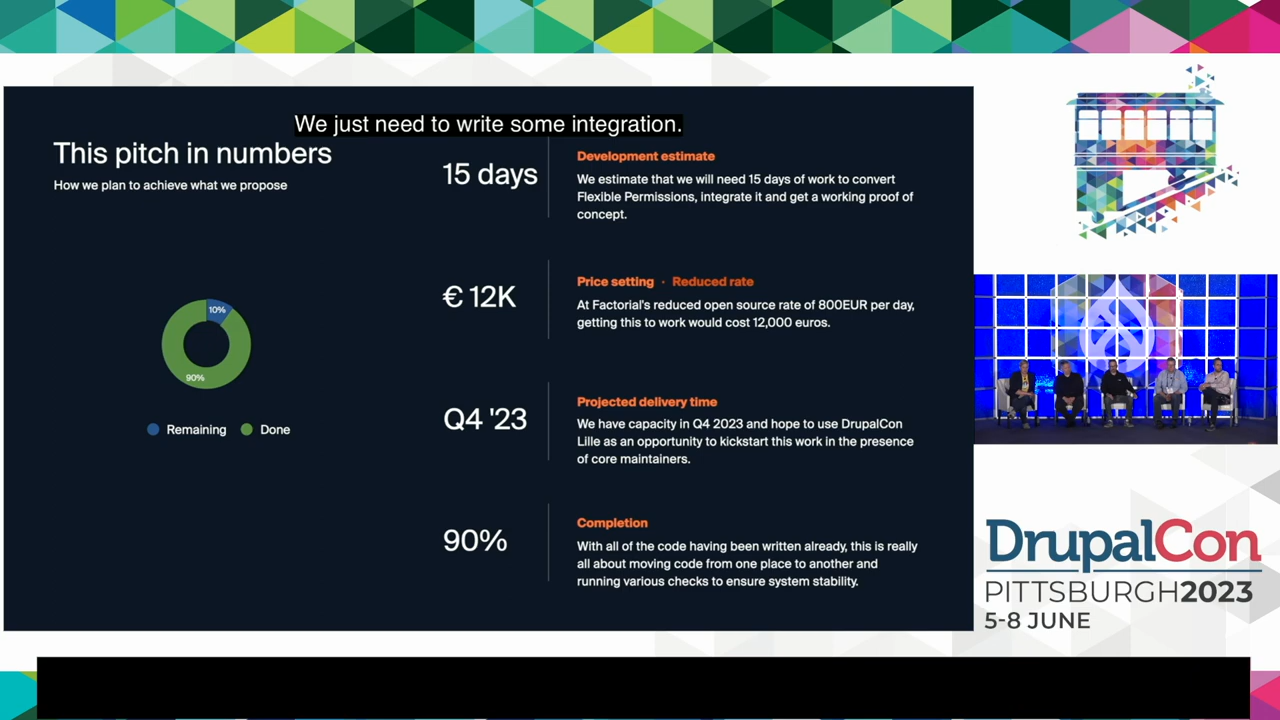 We just need to write some integration.
This pitch in numbers
How we plan to achieve what we propose
10%
90%
Remaining
Done
15 days
Development estimate
We estimate that we will need 15 days of work to convert
Flexible Permissions, integrate it and get a working proof of
concept.
€ 12K
Price setting · Reduced rate
At Factorial's reduced open source rate of 800EUR per day,
getting this to work would cost 12,000 euros.
Q4 '23
Projected delivery time
We have capacity in Q4 2023 and hope to use DrupalCon
Lille as an opportunity to kickstart this work in the presence
of core maintainers.
90%
Completion
With all of the code having been written already, this is really
all about moving code from one place to another and
running various checks to ensure system stability.
DrupalCon
PITTSBURGH2023
5-8 JUNE